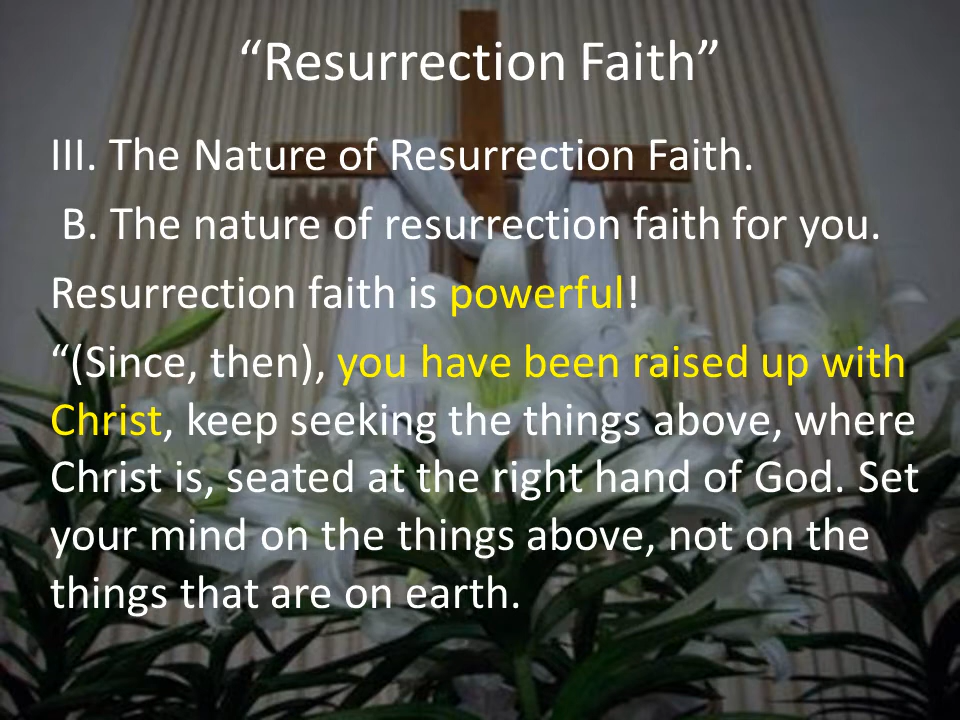 “Resurrection Faith”
III. The Nature of Resurrection Faith.
B. The nature of resurrection faith for you.
Resurrection faith is powerful!
“(Since, then), you have been raised up with
Christ, keep seeking the things above, where
Christ is, seated at the right hand of God. Set
your mind on the things above, not on the
things that are on earth.